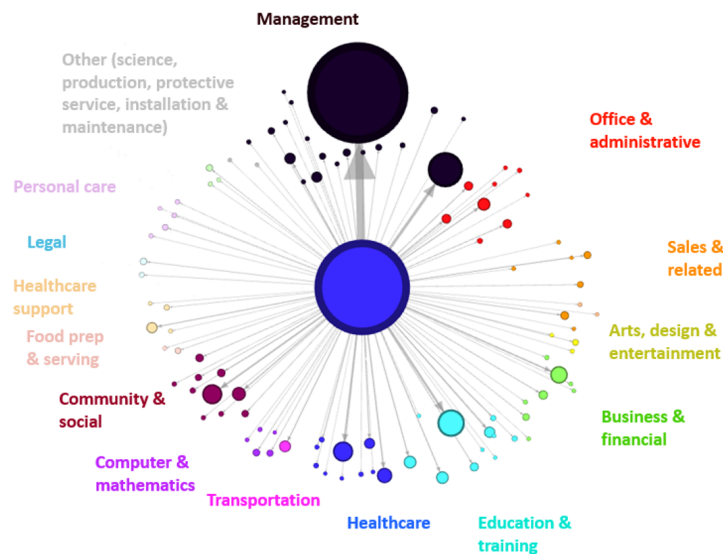 Management
Other (science,
production, protective
service, installation &
maintenance)
Office &
administrative
Personal care
Legal
Sales &
related
Healthcare
support
Food prep
& serving
Arts, design &
entertainment
Community &
social
Business &
financial
Computer &
mathematics
Transportation
Healthcare
Education &
training